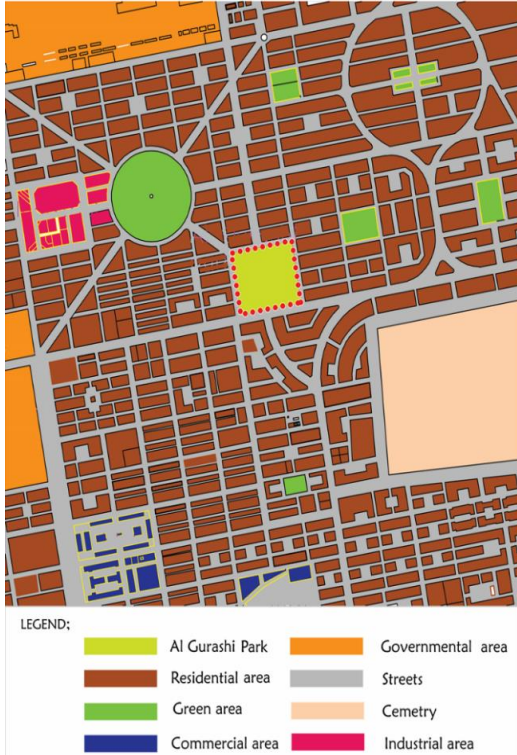 LEGEND;
Al Gurashi Park
Governmental area
Residential area
Streets
Green area
Cemetry
Commercial area
Industrial area